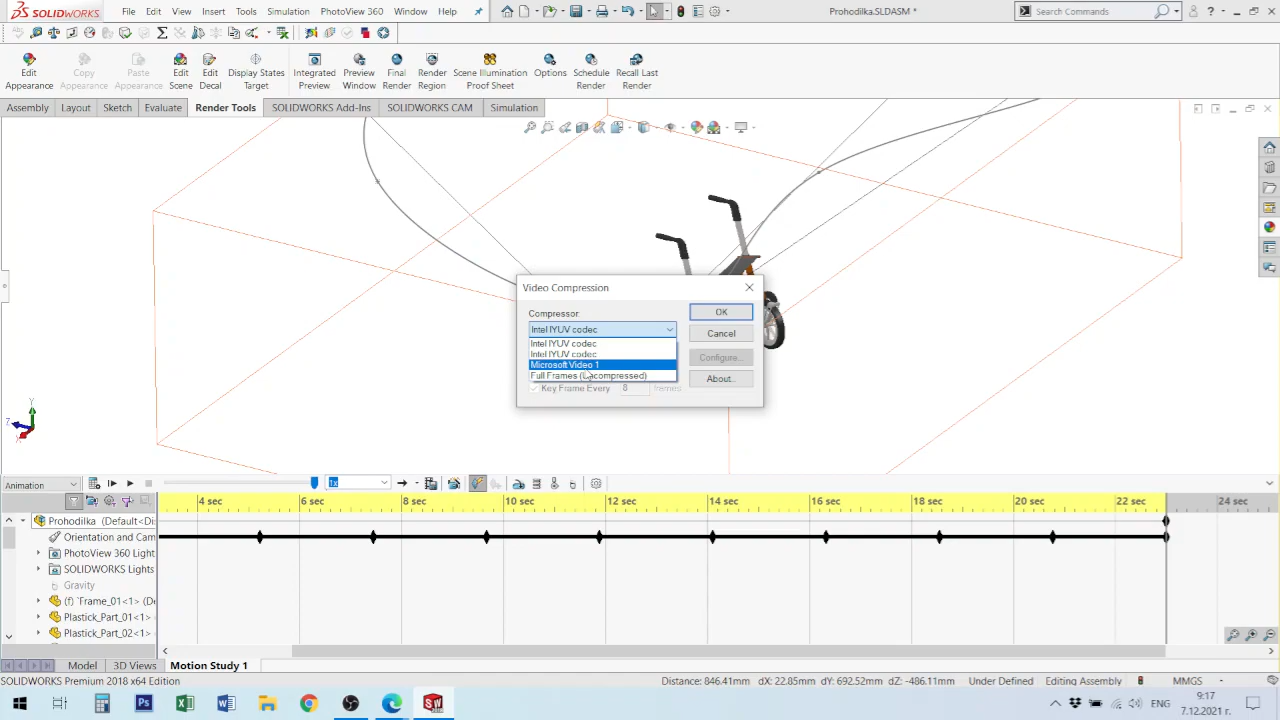 SOLIDWORKS File Edit View Insert Tools Simulation PhotoView 360 Window Help Prohodilka.SLDASM * Search Commands
Edit Appearance
Copy Appearance
Paste Appearance
Edit Scene
Edit Decal
Display States Target
Integrated Preview
Preview Window
Final Render
Render Region
Scene Illumination Proof Sheet
Options
Schedule Render
Recall Last Render
Assembly Layout Sketch Evaluate Render Tools SOLIDWORKS Add-Ins SOLIDWORKS CAM Simulation
Video Compression
Compressor:
Intel IYUV codec
Intel IYUV codec
Intel IYUV codec
Microsoft Video 1
Full Frames (Uncompressed)
Key Frame Every 8 frames
OK
Cancel
Configure...
About...
Y
Z
X
Animation 1x
4 sec 6 sec 8 sec 10 sec 12 sec 14 sec 16 sec 18 sec 20 sec 22 sec 24 sec
Prohodilka (Default<Di
Orientation and Cam
PhotoView 360 Light
SOLIDWORKS Lights
Gravity
(f) `Frame_01<1> (De
Plastick_Part_01<1>
Plastick_Part_02<1>
Model 3D Views Motion Study 1
SOLIDWORKS Premium 2018 x64 Edition Distance: 846.41mm dX: 22.85mm dY: 692.52mm dZ: -486.11mm Under Defined Editing Assembly MMGS
ENG 9:17
7.12.2021 г.